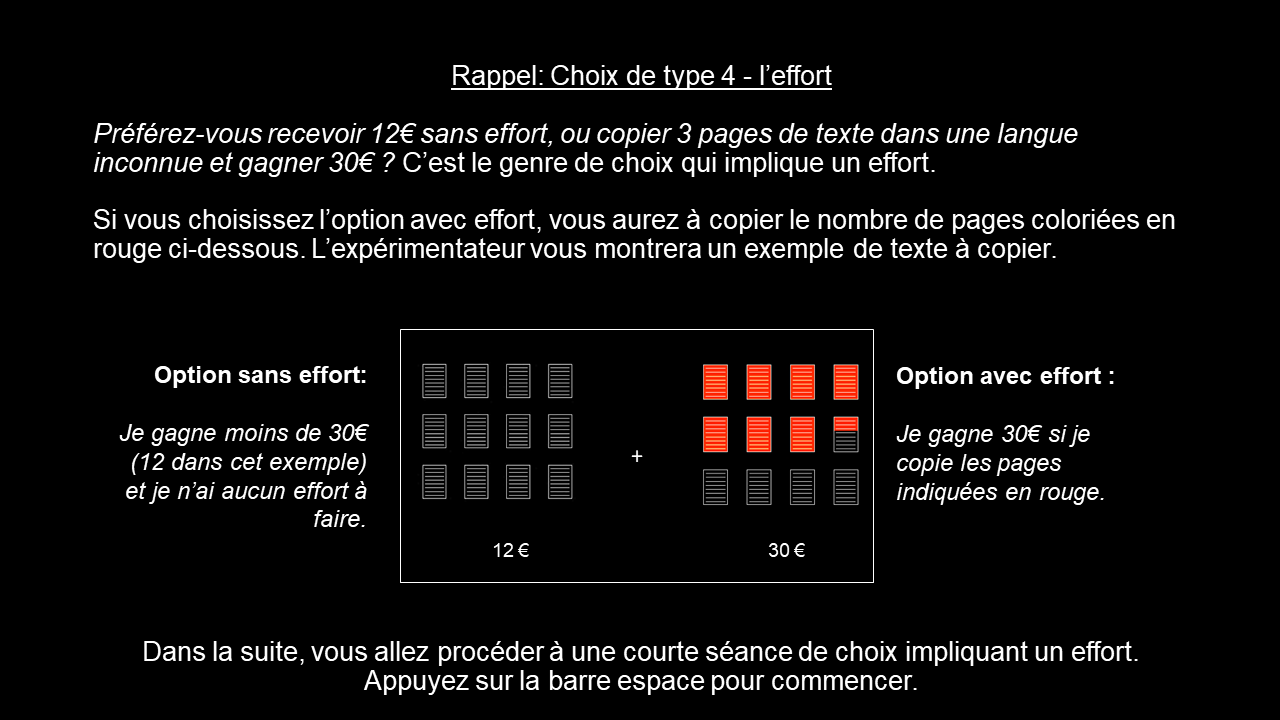 Rappel: Choix de type 4 - l’effort
Préférez-vous recevoir 12€ sans effort, ou copier 3 pages de texte dans une langue
inconnue et gagner 30€ ? C’est le genre de choix qui implique un effort.
Si vous choisissez l’option avec effort, vous aurez à copier le nombre de pages coloriées en
rouge ci-dessous. L’expérimentateur vous montrera un exemple de texte à copier.
Option sans effort:
Je gagne moins de 30€
(12 dans cet exemple)
et je n’ai aucun effort à
faire.
+
12 €
30 €
Option avec effort :
Je gagne 30€ si je
copie les pages
indiquées en rouge.
Dans la suite, vous allez procéder à une courte séance de choix impliquant un effort.
Appuyez sur la barre espace pour commencer.